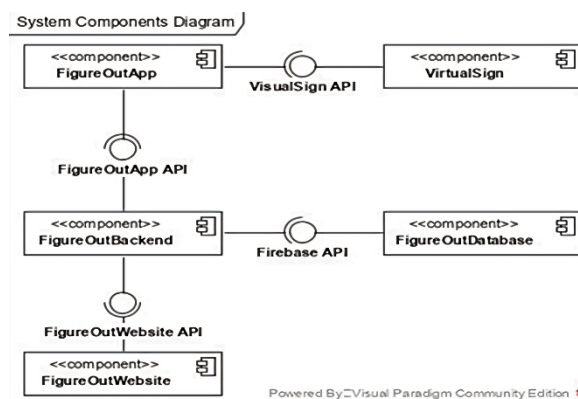 System Components Diagram
<<component>>
FigureOutApp
VisualSign API
<<component>>
VirtualSign
FigureOutApp API
<<component>>
FigureOutBackend
Firebase API
<<component>>
FigureOutDatabase
FigureOutWebsite API
<<component>>
FigureOutWebsite
Powered By Visual Paradigm Community Edition